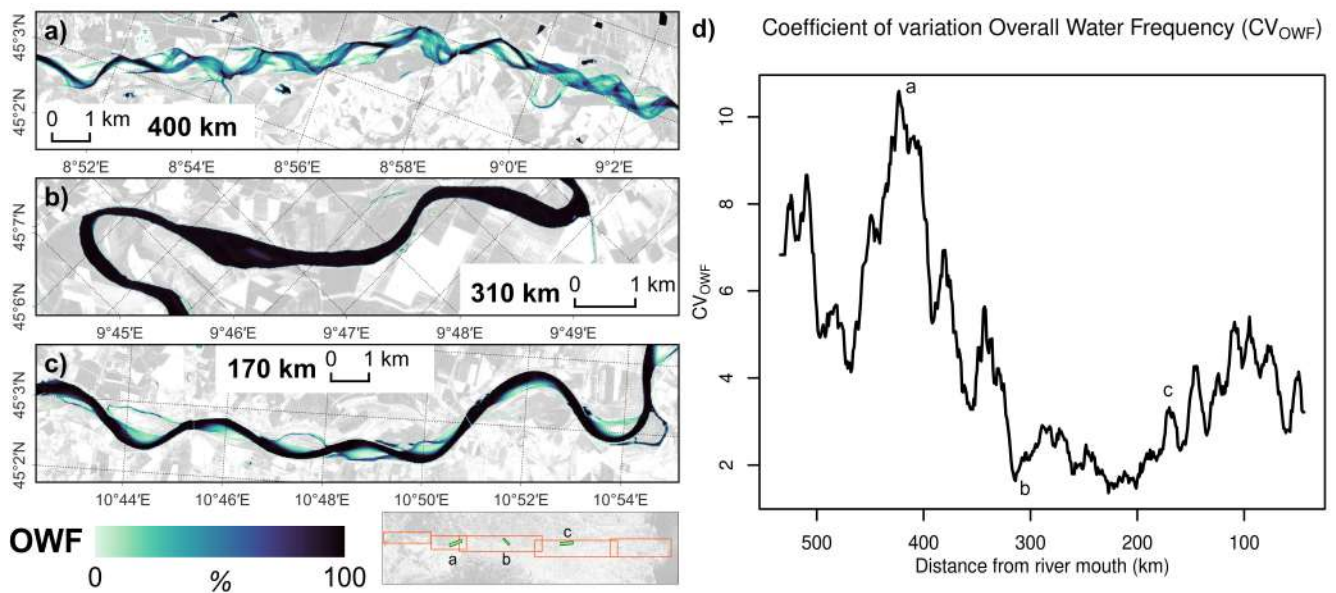 a)
45°3'N
45°2'N
0 1 km
400 km
8°52'E 8°54'E 8°56'E 8°58'E 9°0'E 9°2'E
b)
45°7'N
45°6'N
310 km
0 1 km
9°45'E 9°46'E 9°47'E 9°48'E 9°49'E
c)
45°3'N
45°2'N
170 km
0 1 km
10°44'E 10°46'E 10°48'E 10°50'E 10°52'E 10°54'E
OWF
0 % 100
a b c
d) Coefficient of variation Overall Water Frequency (CVOWF)
CVOWF
10
8
6
4
2
a
b
c
500 400 300 200 100
Distance from river mouth (km)